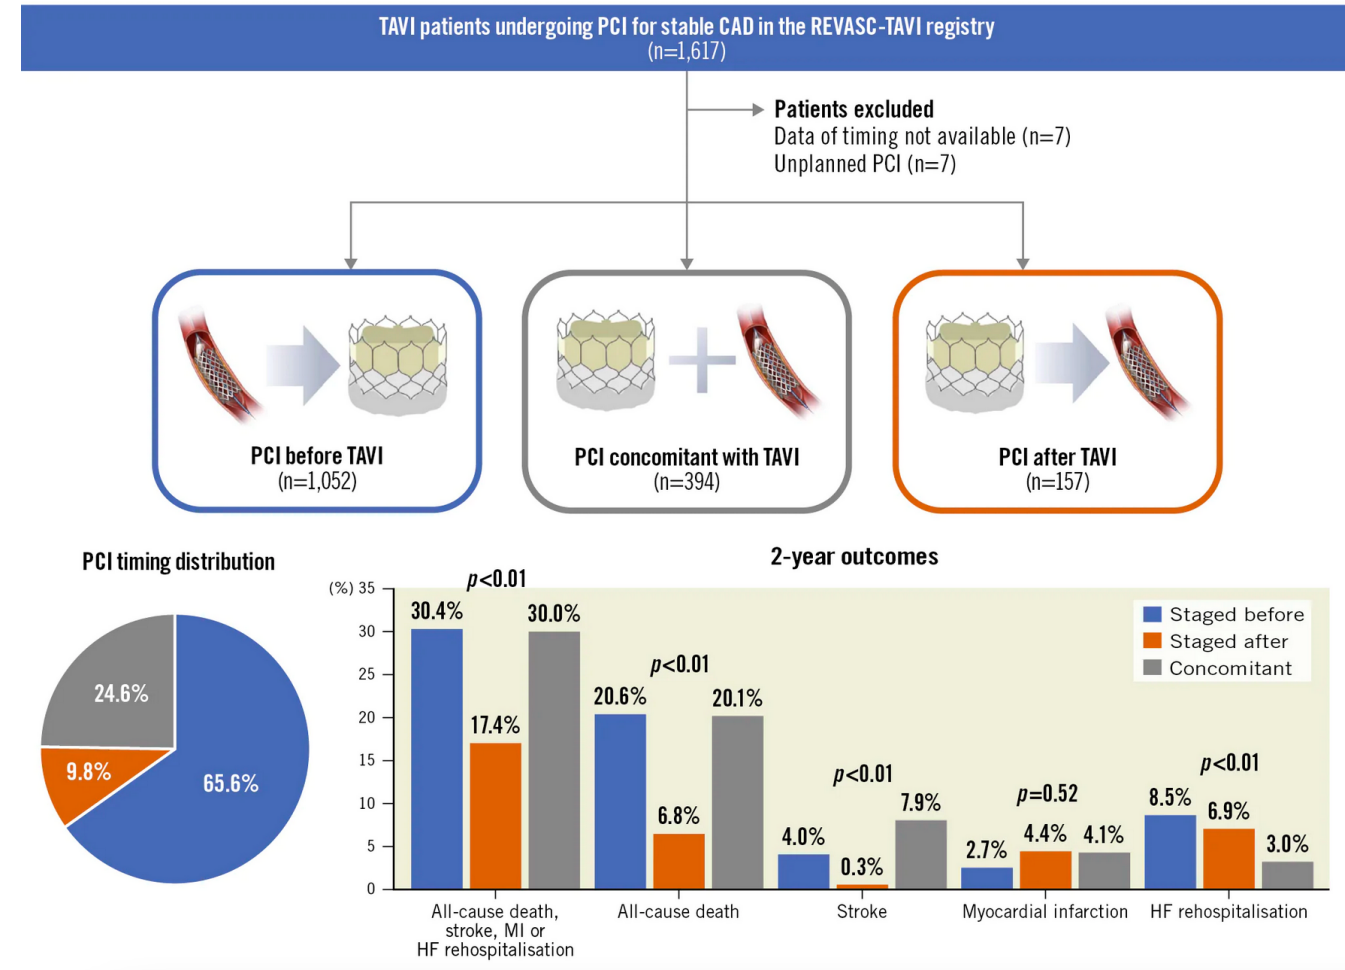 TAVI patients undergoing PCI for stable CAD in the REVASC-TAVI registry
(n=1,617)
Patients excluded
Data of timing not available (n=7)
Unplanned PCI (n=7)
PCI before TAVI
(n=1,052)
PCI concomitant with TAVI
(n=394)
PCI after TAVI
(n=157)
PCI timing distribution
24.6%
9.8%
65.6%
2-year outcomes
(%) 35
30
25
20
15
10
5
0
p<0.01
30.4%
17.4%
30.0%
p<0.01
20.6%
6.8%
20.1%
p<0.01
4.0%
0.3%
7.9%
p=0.52
2.7%
4.4%
4.1%
p<0.01
8.5%
6.9%
3.0%
Staged before
Staged after
Concomitant
All-cause death,
stroke, MI or
HF rehospitalisation
All-cause death
Stroke
Myocardial infarction
HF rehospitalisation